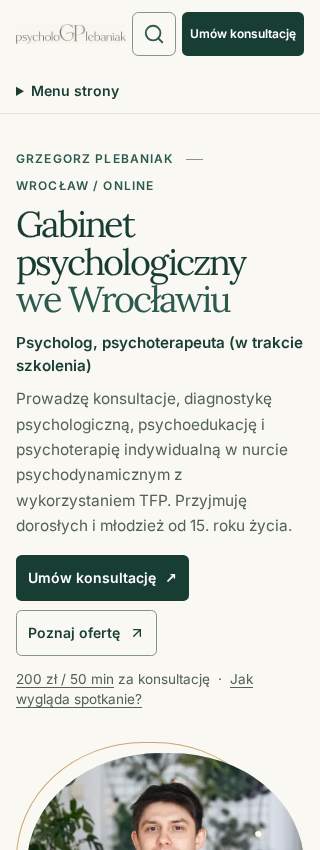 psycholoGPlebaniak
Umów konsultację
Menu strony
GRZEGORZ PLEBANIAK —
WROCŁAW / ONLINE
Gabinet
psychologiczny
we Wrocławiu
Psycholog, psychoterapeuta (w trakcie
szkolenia)
Prowadzę konsultacje, diagnostykę
psychologiczną, psychoedukację i
psychoterapię indywidualną w nurcie
psychodynamicznym z
wykorzystaniem TFP. Przyjmuję
dorosłych i młodzież od 15. roku życia.
Umów konsultację ↗
Poznaj ofertę ↗
200 zł / 50 min za konsultację · Jak
wygląda spotkanie?